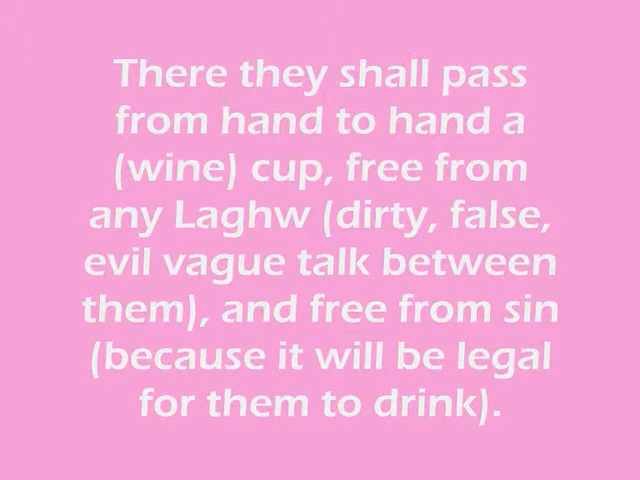 There they shall pass
from hand to hand a
(wine) cup, free from
any Laghw (dirty, false,
evil vague talk between
them), and free from sin
(because it will be legal
for them to drink).